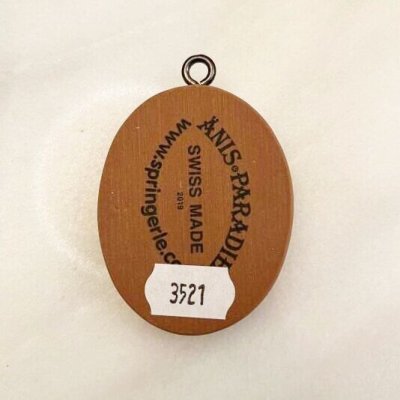 ÄNIS-PARADIE
SWISS MADE
2019
www.springerle.c
3521